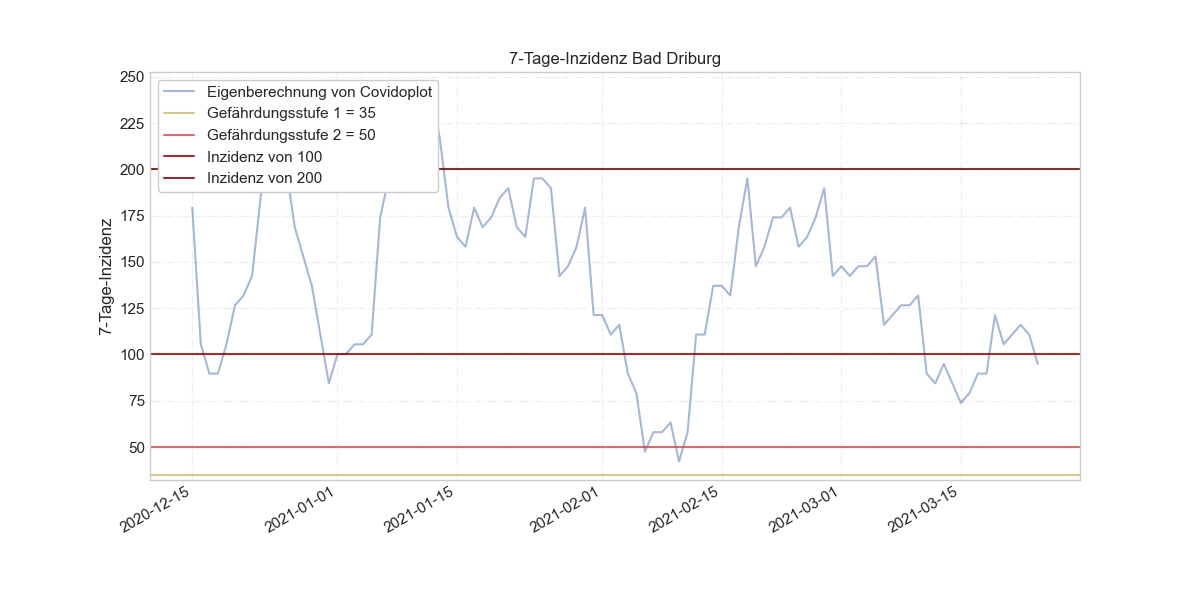 7-Tage-Inzidenz Bad Driburg
250
225
200
175
150
125
100
75
50
7-Tage-Inzidenz
Eigenberechnung von Covidoplot
Gefährdungsstufe 1 = 35
Gefährdungsstufe 2 = 50
Inzidenz von 100
Inzidenz von 200
2020-12-15
2021-01-01
2021-01-15
2021-02-01
2021-02-15
2021-03-01
2021-03-15